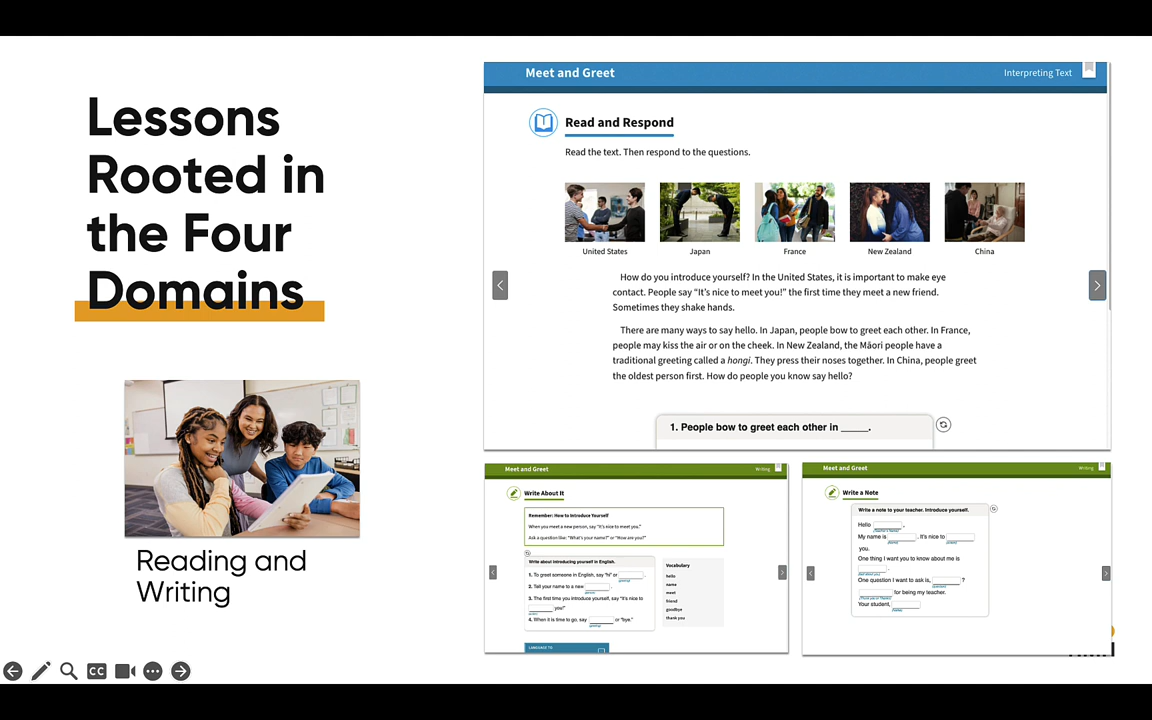 Lessons
Rooted in
the Four
Domains
Reading and
Writing
Meet and Greet
Interpreting Text
Read and Respond
Read the text. Then respond to the questions.
United States
Japan
France
New Zealand
China
How do you introduce yourself? In the United States, it is important to make eye
contact. People say “It’s nice to meet you!” the first time they meet a new friend.
Sometimes they shake hands.
There are many ways to say hello. In Japan, people bow to greet each other. In France,
people may kiss the air or on the cheek. In New Zealand, the Māori people have a
traditional greeting called a hongi. They press their noses together. In China, people greet
the oldest person first. How do people you know say hello?
1. People bow to greet each other in _____.
Meet and Greet
Writing
Write About It
Remember: How to Introduce Yourself
When you meet a new person, say “It’s nice to meet you.”
Ask a question like: “What’s your name?” or “How are you?”
Write about introducing yourself in English.
1. To greet someone in English, say “hi” or
.
2. Tell your name to a new
.
3. The first time you introduce yourself, say “It’s nice to
you!”
4. When it is time to go, say
or “bye.”
Vocabulary
hello
name
meet
friend
goodbye
thank you
LANGUAGE TO
Meet and Greet
Writing
Write a Note
Write a note to your teacher. Introduce yourself.
Hello
,
My name is
. It’s nice to
you.
One thing I want you to know about me is
.
One question I want to ask is,
?
for being my teacher.
Your student,
CC